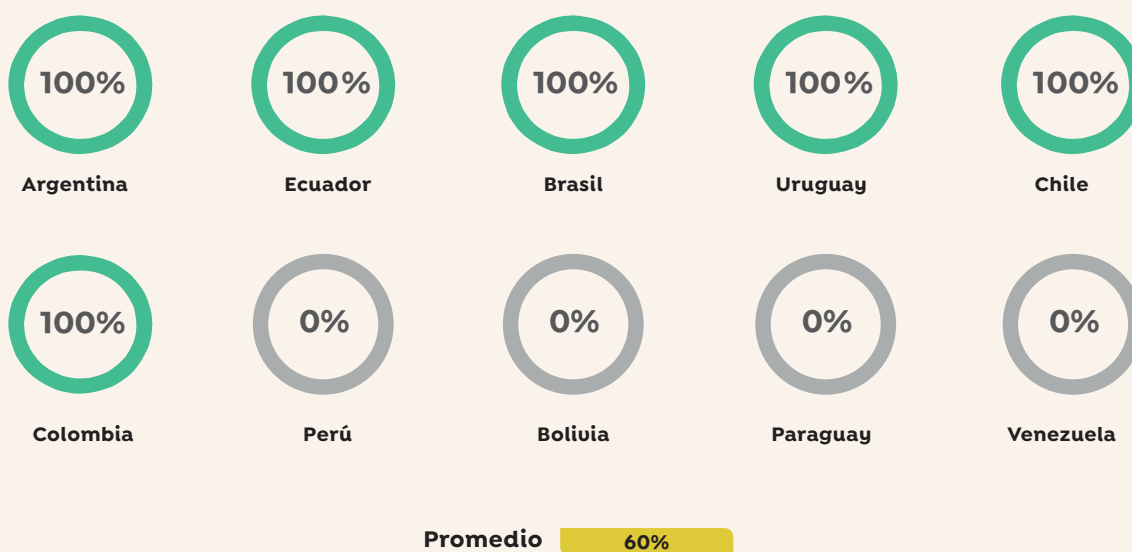 100% 100% 100% 100% 100%
Argentina Ecuador Brasil Uruguay Chile
100% 0% 0% 0% 0%
Colombia Perú Bolivia Paraguay Venezuela
Promedio 60%